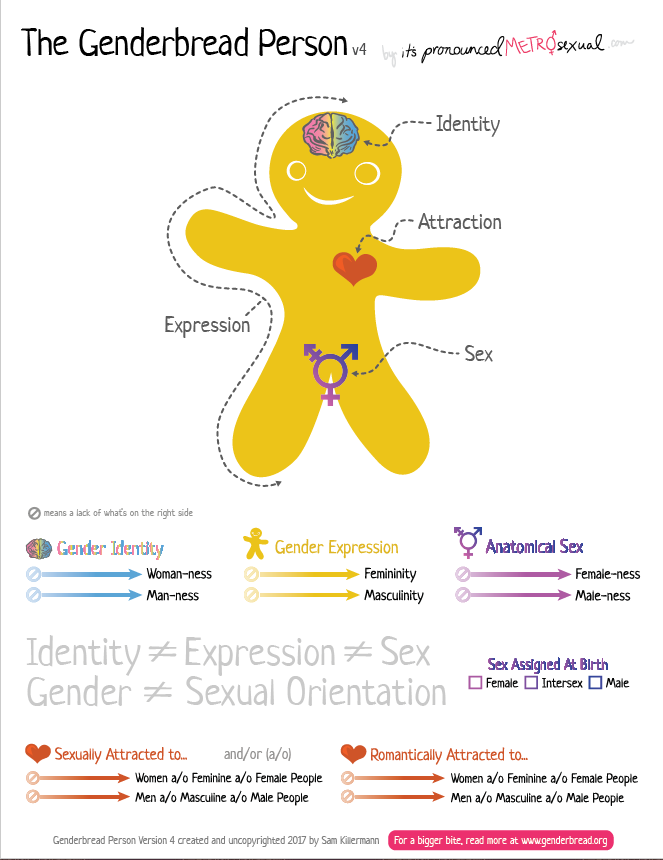 The Genderbread Person v4 by it's pronounced METROsexual.com
Identity
Attraction
Expression
Sex
means a lack of what's on the right side
Gender Identity
Woman-ness
Man-ness
Gender Expression
Femininity
Masculinity
Anatomical Sex
Female-ness
Male-ness
Identity ≠ Expression ≠ Sex
Gender ≠ Sexual Orientation
Sex Assigned At Birth
Female Intersex Male
Sexually Attracted to... and/or (a/o)
Women a/o Feminine a/o Female People
Men a/o Masculine a/o Male People
Romantically Attracted to...
Women a/o Feminine a/o Female People
Men a/o Masculine a/o Male People
Genderbread Person Version 4 created and uncopyrighted 2017 by Sam Killermann For a bigger bite, read more at www.genderbread.org